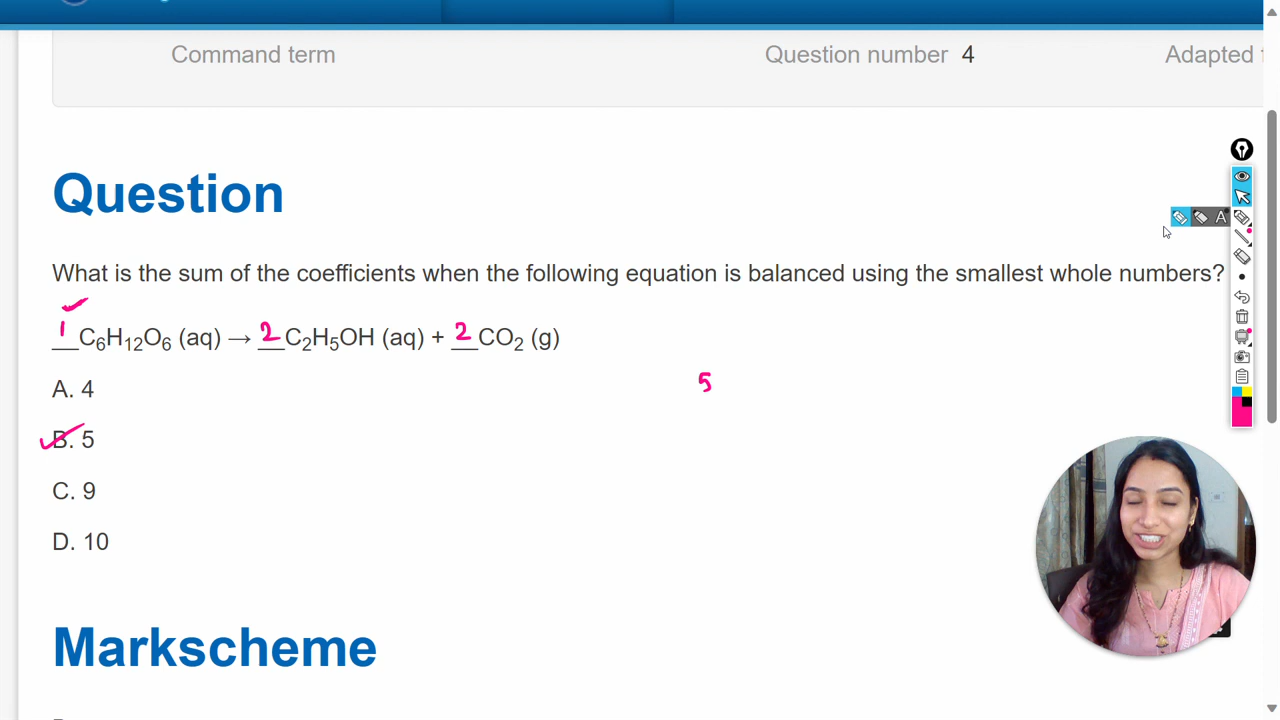 Command term
Question number 4
Adapted f
Question
What is the sum of the coefficients when the following equation is balanced using the smallest whole numbers?
1 C₆H₁₂O₆ (aq) → 2 C₂H₅OH (aq) + 2 CO₂ (g)
5
A. 4
B. 5
C. 9
D. 10
Markscheme